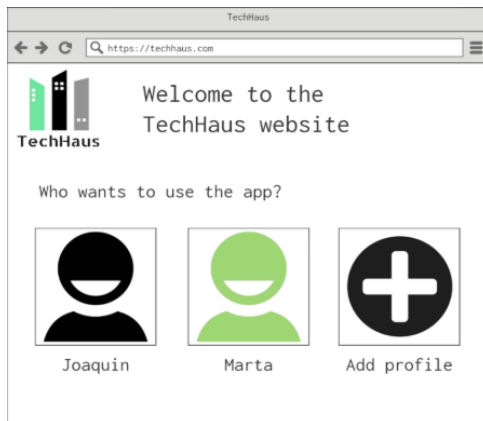 TechHaus
https://techhaus.com
TechHaus
Welcome to the
TechHaus website
Who wants to use the app?
Joaquin
Marta
Add profile